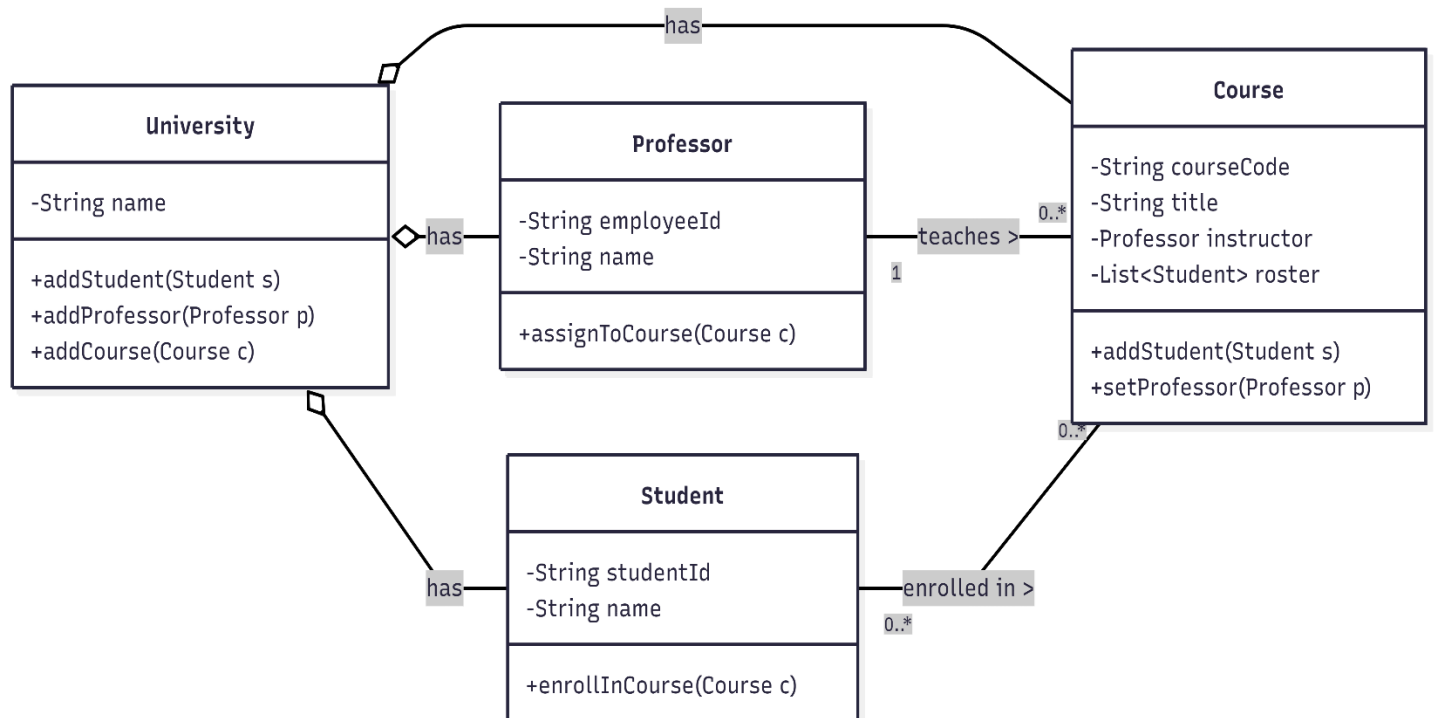 has
University
-String name
+addStudent(Student s)
+addProfessor(Professor p)
+addCourse(Course c)
has
Professor
-String employeeId
-String name
+assignToCourse(Course c)
teaches >
1
0..*
Course
-String courseCode
-String title
-Professor instructor
-List<Student> roster
+addStudent(Student s)
+setProfessor(Professor p)
0..*
has
Student
-String studentId
-String name
+enrollInCourse(Course c)
enrolled in >
0..*